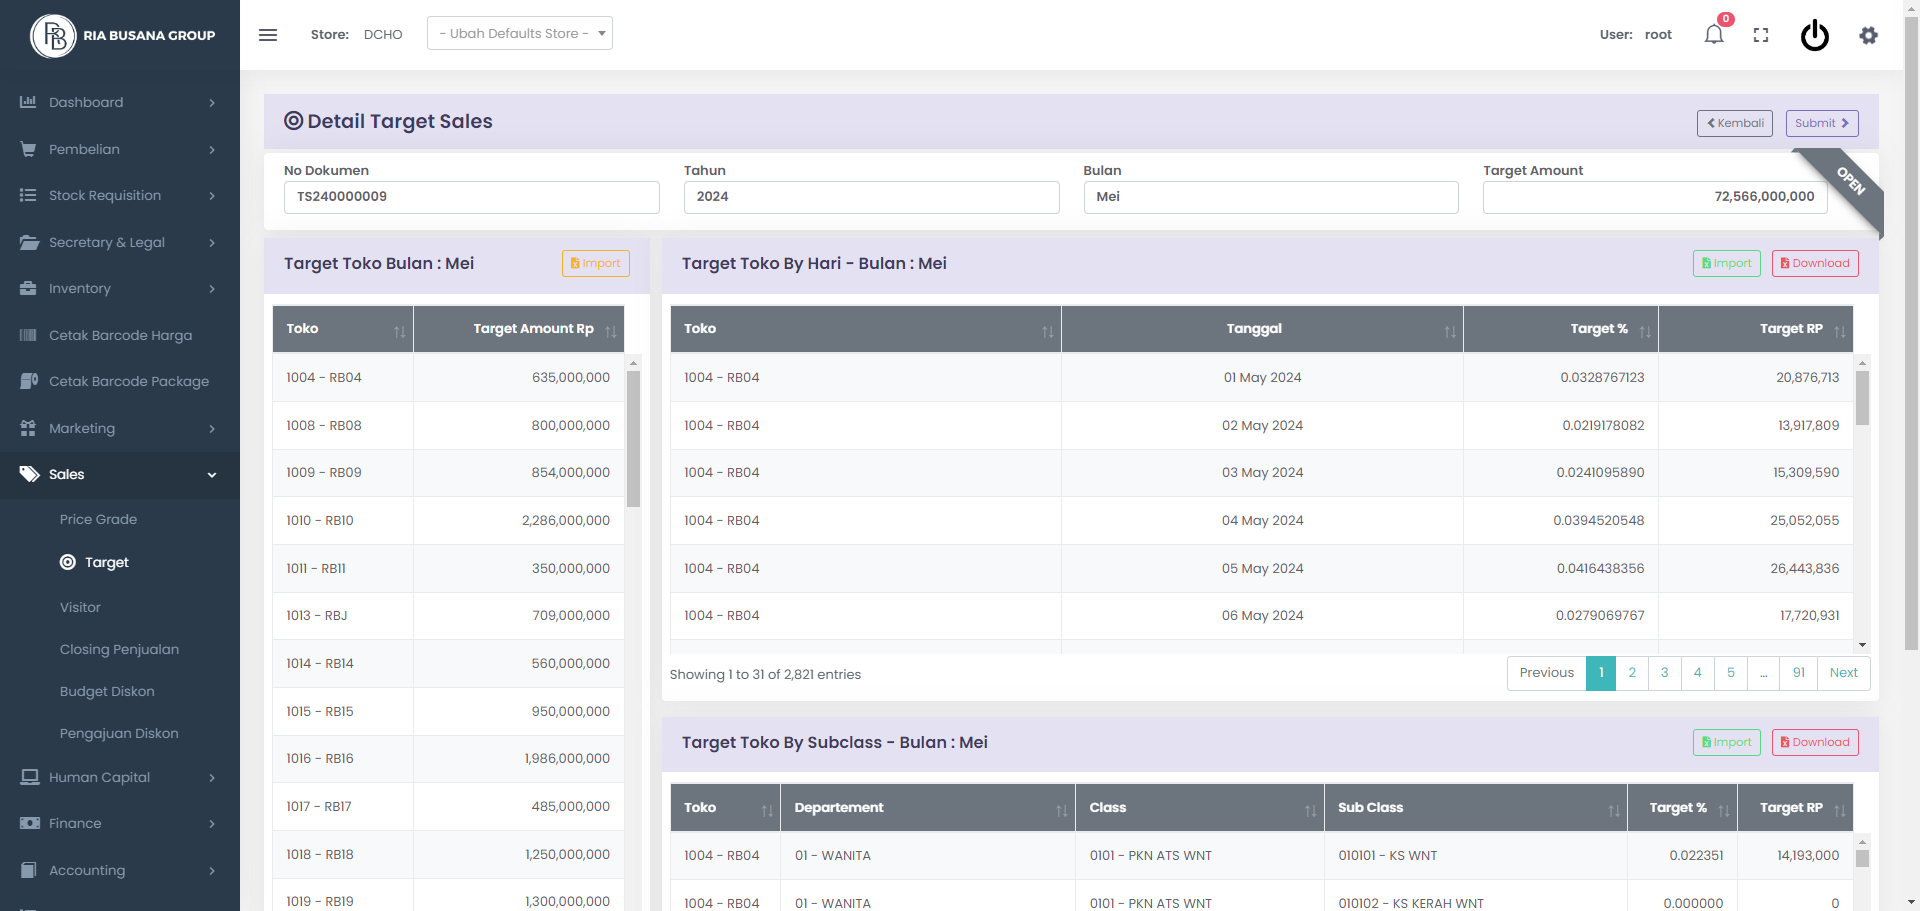 RIA BUSANA GROUP
Store: DCHO - Ubah Defaults Store -
User: root 0
Dashboard
Pembelian
Stock Requisition
Secretary & Legal
Inventory
Cetak Barcode Harga
Cetak Barcode Package
Marketing
Sales
Price Grade
Target
Visitor
Closing Penjualan
Budget Diskon
Pengajuan Diskon
Human Capital
Finance
Accounting
Detail Target Sales
Kembali Submit
OPEN
No Dokumen Tahun Bulan Target Amount
TS240000009 2024 Mei 72,566,000,000
Target Toko Bulan : Mei Import
Toko Target Amount Rp
1004 - RB04 635,000,000
1008 - RB08 800,000,000
1009 - RB09 854,000,000
1010 - RB10 2,286,000,000
1011 - RB11 350,000,000
1013 - RBJ 709,000,000
1014 - RB14 560,000,000
1015 - RB15 950,000,000
1016 - RB16 1,986,000,000
1017 - RB17 485,000,000
1018 - RB18 1,250,000,000
1019 - RB19 1,300,000,000
Target Toko By Hari - Bulan : Mei Import Download
Toko Tanggal Target % Target RP
1004 - RB04 01 May 2024 0.0328767123 20,876,713
1004 - RB04 02 May 2024 0.0219178082 13,917,809
1004 - RB04 03 May 2024 0.0241095890 15,309,590
1004 - RB04 04 May 2024 0.0394520548 25,052,055
1004 - RB04 05 May 2024 0.0416438356 26,443,836
1004 - RB04 06 May 2024 0.0279069767 17,720,931
Showing 1 to 31 of 2,821 entries
Previous 1 2 3 4 5 ... 91 Next
Target Toko By Subclass - Bulan : Mei Import Download
Toko Departement Class Sub Class Target % Target RP
1004 - RB04 01 - WANITA 0101 - PKN ATS WNT 010101 - KS WNT 0.022351 14,193,000
1004 - RB04 01 - WANITA 0101 - PKN ATS WNT 010102 - KS KERAH WNT 0.000000 0